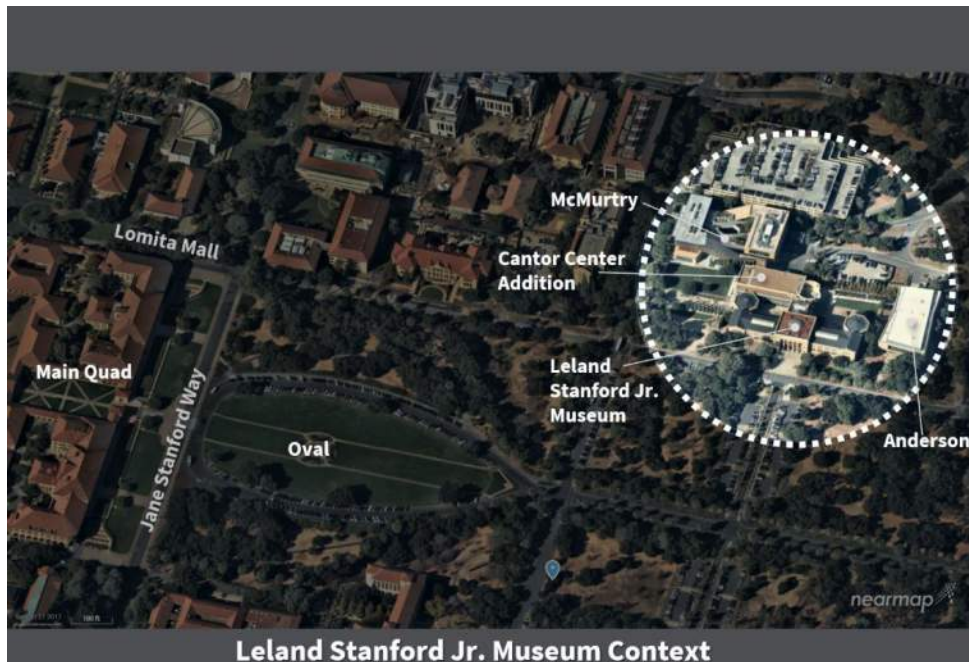 McMurtry
Lomita Mall
Cantor Center
Addition
Main Quad
Leland
Stanford Jr.
Museum
Jane Stanford Way
Oval
Anderson
nearmap
Leland Stanford Jr. Museum Context